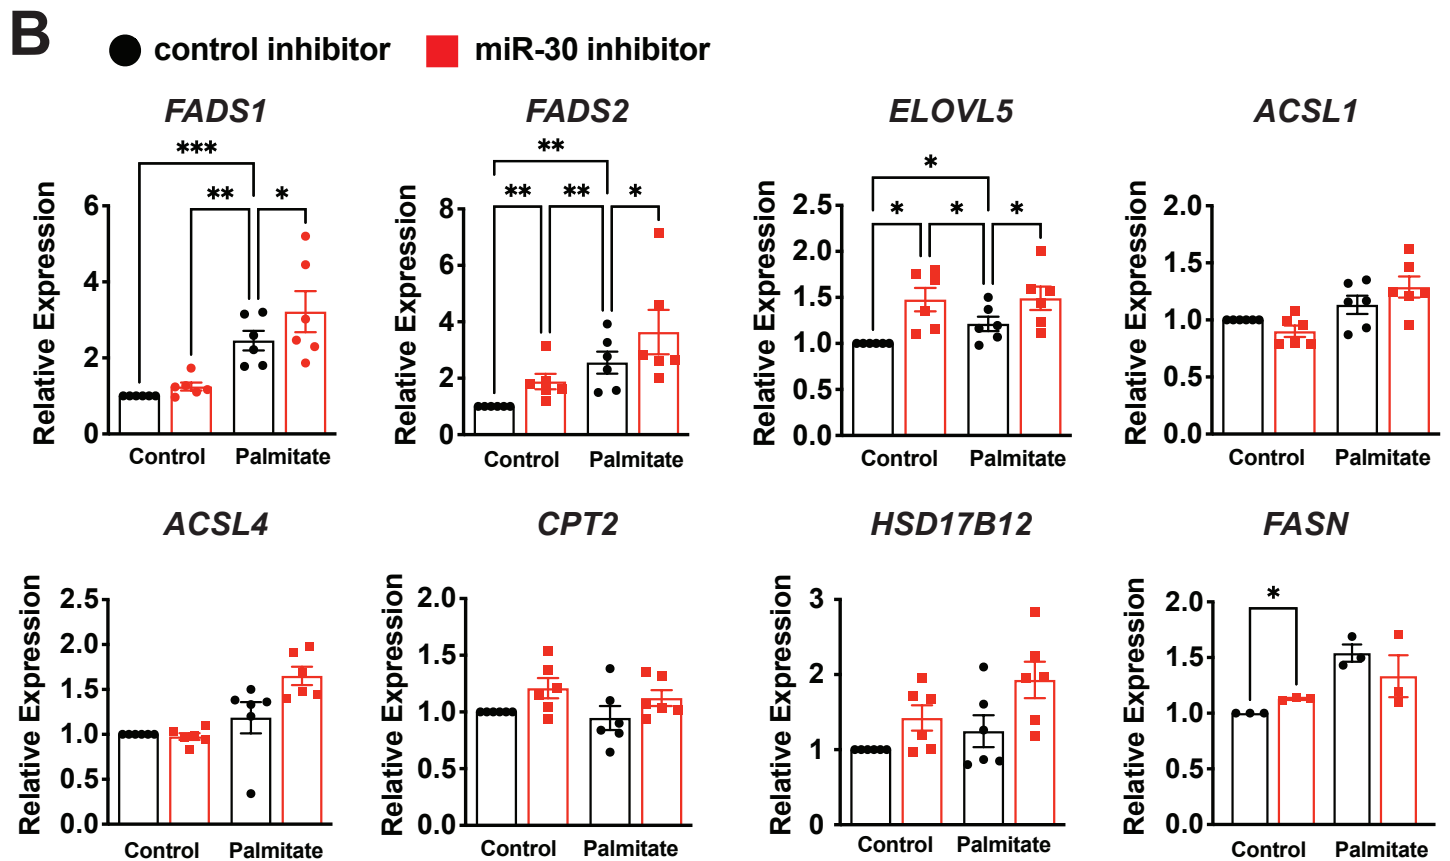 B
control inhibitor miR-30 inhibitor
FADS1 FADS2 ELOVL5 ACSL1
Relative Expression
6
4
2
0
***
** *
Control Palmitate
Relative Expression
8
6
4
2
0
**
** ** *
Control Palmitate
Relative Expression
2.5
2.0
1.5
1.0
0.5
0.0
*
* * *
Control Palmitate
Relative Expression
2.0
1.5
1.0
0.5
0.0
Control Palmitate
ACSL4 CPT2 HSD17B12 FASN
Relative Expression
2.5
2.0
1.5
1.0
0.5
0.0
Control Palmitate
Relative Expression
2.0
1.5
1.0
0.5
0.0
Control Palmitate
Relative Expression
3
2
1
0
Control Palmitate
Relative Expression
2.0
1.5
1.0
0.5
0.0
*
Control Palmitate